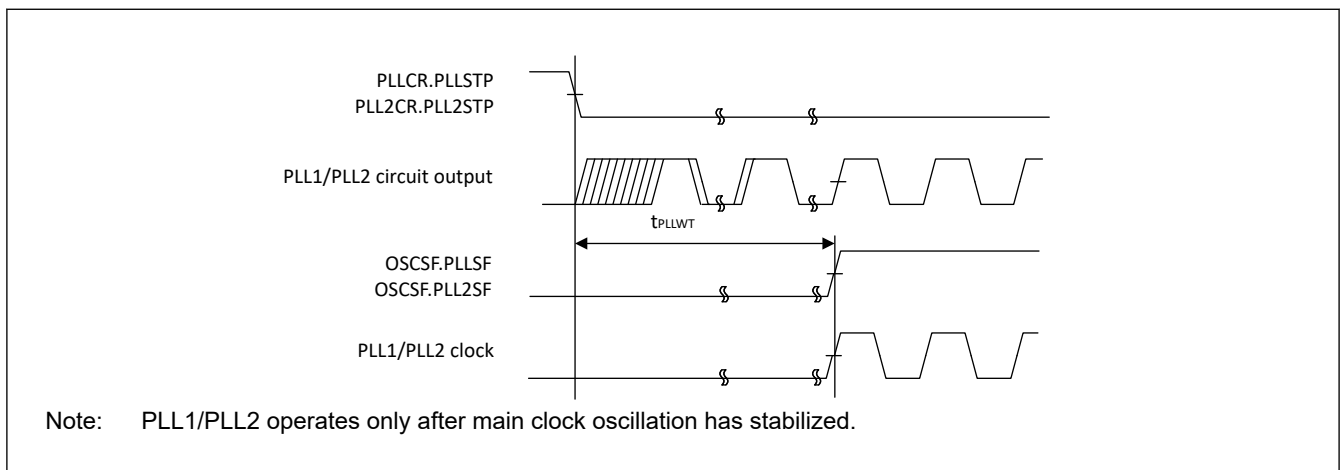 PLLCR.PLLSTP
PLL2CR.PLL2STP
PLL1/PLL2 circuit output
tPLLWT
OSCSF.PLLSF
OSCSF.PLL2SF
PLL1/PLL2 clock
Note: PLL1/PLL2 operates only after main clock oscillation has stabilized.